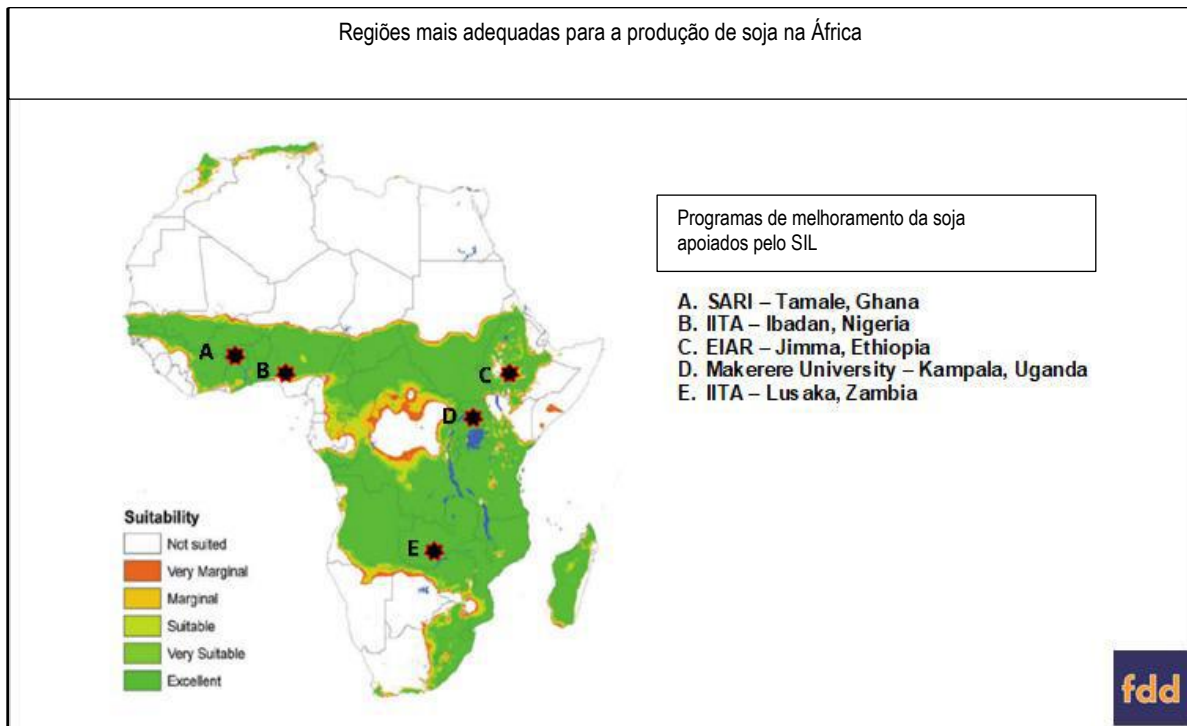 Regiões mais adequadas para a produção de soja na África
Programas de melhoramento da soja
apoiados pelo SIL
A. SARI – Tamale, Ghana
B. IITA – Ibadan, Nigeria
C. EIAR – Jimma, Ethiopia
D. Makerere University – Kampala, Uganda
E. IITA – Lusaka, Zambia
A
B
C
D
E
Suitability
Not suited
Very Marginal
Marginal
Suitable
Very Suitable
Excellent
fdd